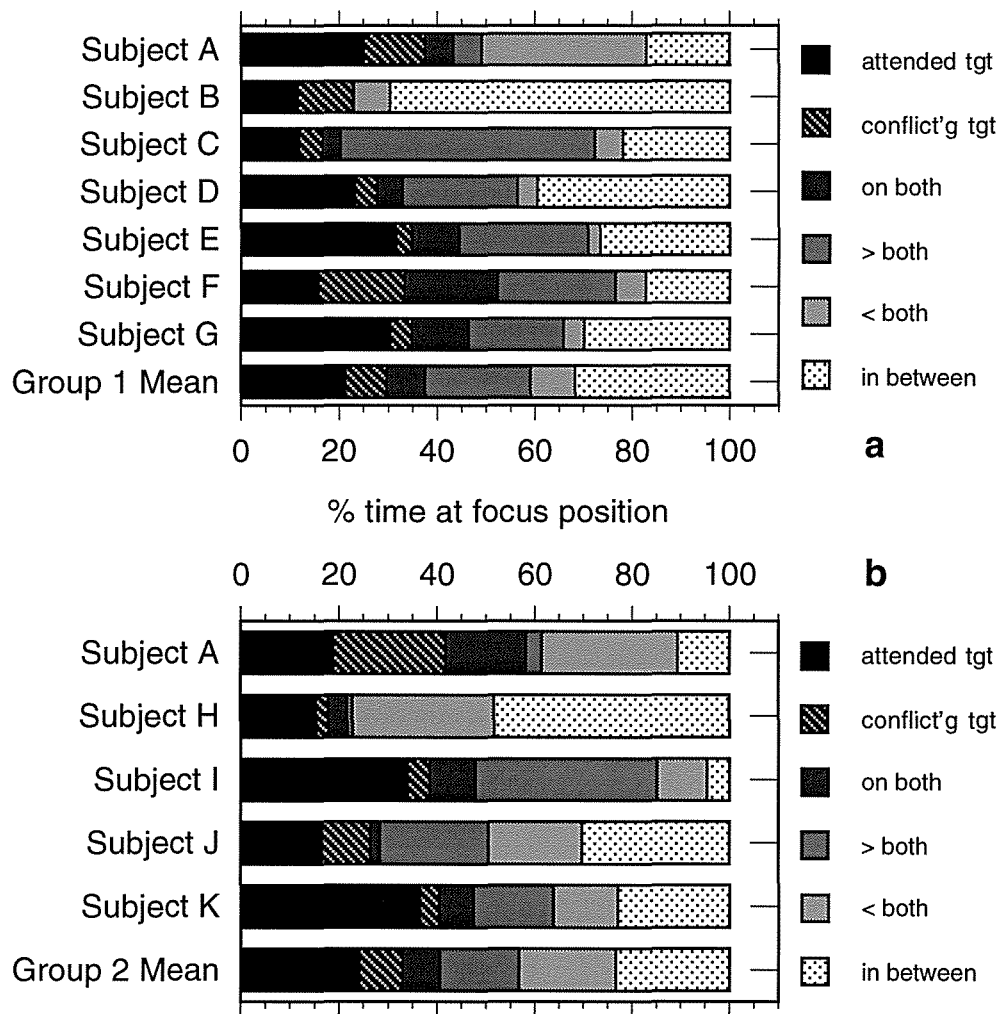 Subject A
Subject B
Subject C
Subject D
Subject E
Subject F
Subject G
Group 1 Mean
attended tgt
conflict'g tgt
on both
> both
< both
in between
0 20 40 60 80 100
a
% time at focus position
0 20 40 60 80 100
b
Subject A
Subject H
Subject I
Subject J
Subject K
Group 2 Mean
attended tgt
conflict'g tgt
on both
> both
< both
in between